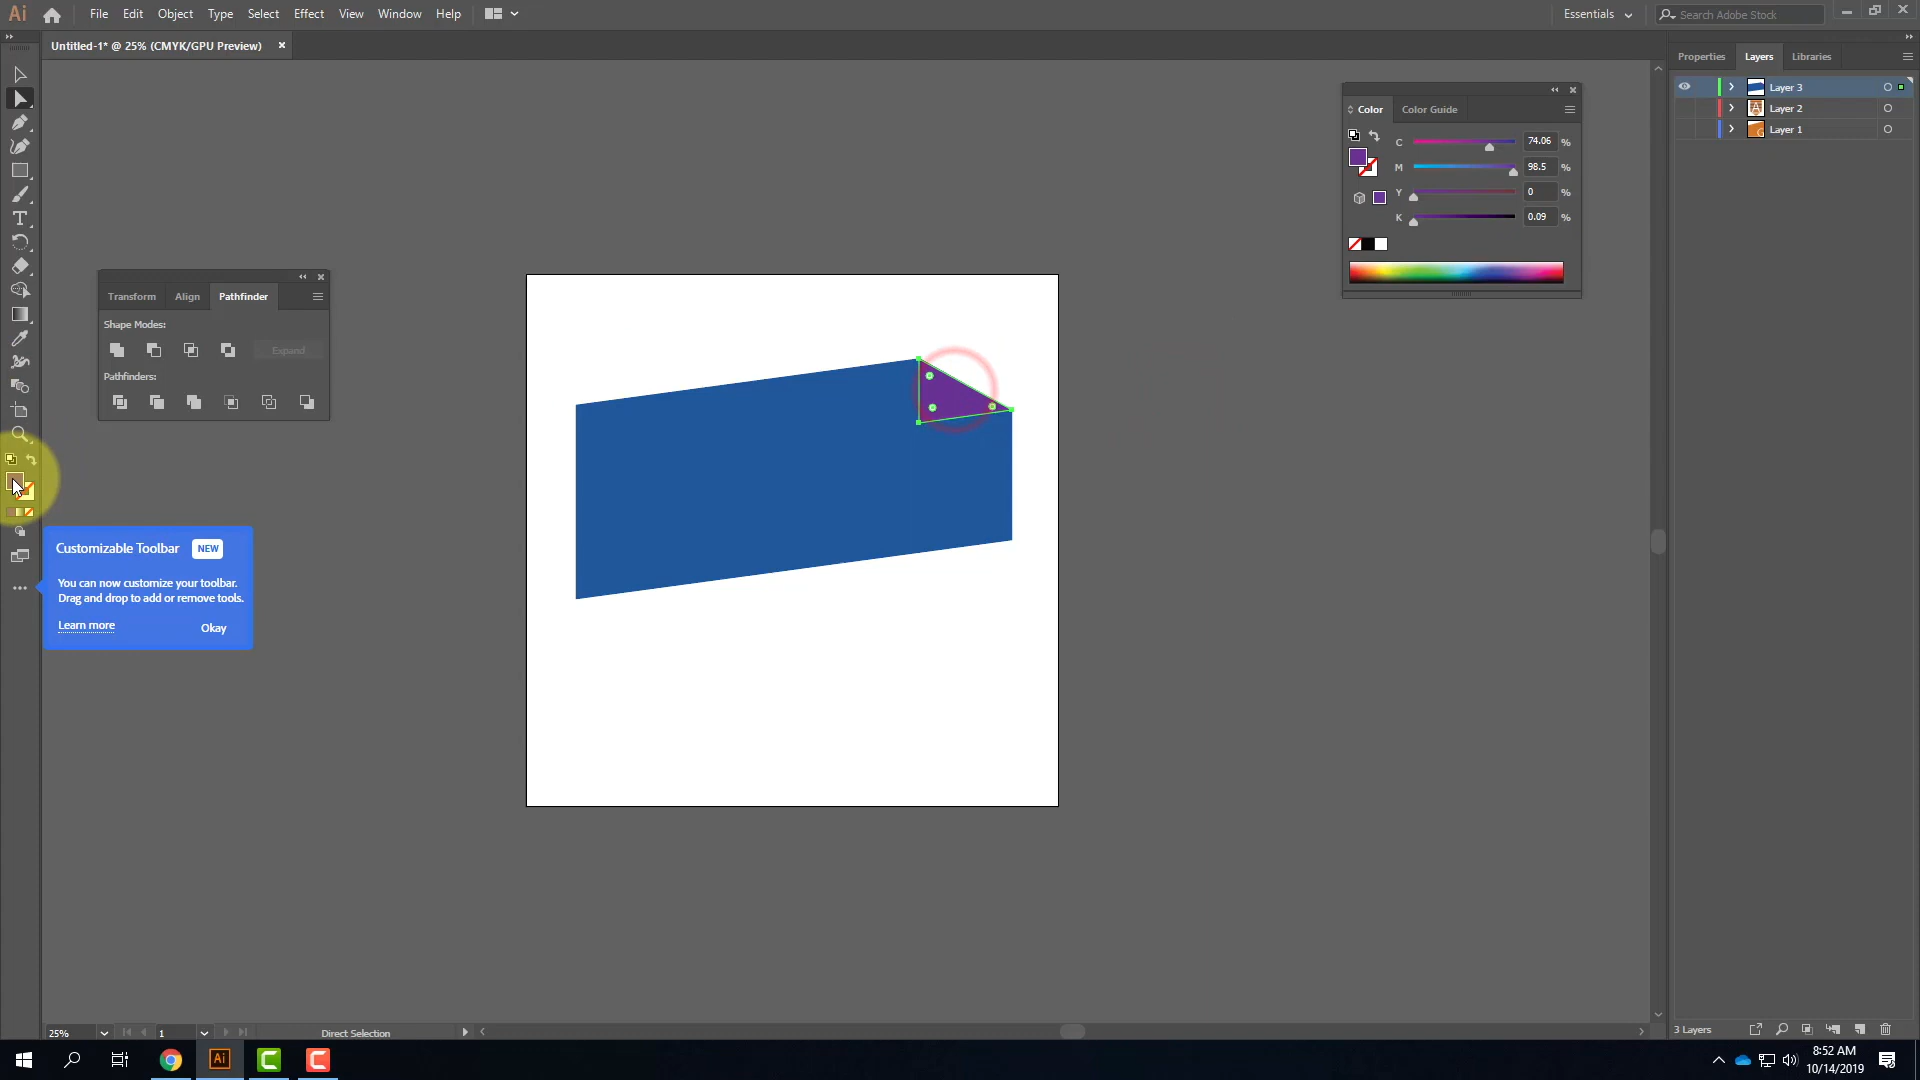 Ai
File Edit Object Type Select Effect View Window Help
Essentials
Search Adobe Stock
Untitled-1* @ 25% (CMYK/GPU Preview)
Properties Layers Libraries
Layer 3
Layer 2
Layer 1
Color Color Guide
C 74.06 %
M 98.5 %
Y 0 %
K 0.09 %
Transform Align Pathfinder
Shape Modes:
Expand
Pathfinders:
Customizable Toolbar NEW
You can now customize your toolbar.
Drag and drop to add or remove tools.
Learn more Okay
25% 1 Direct Selection
3 Layers
Ai
8:52 AM
10/14/2019